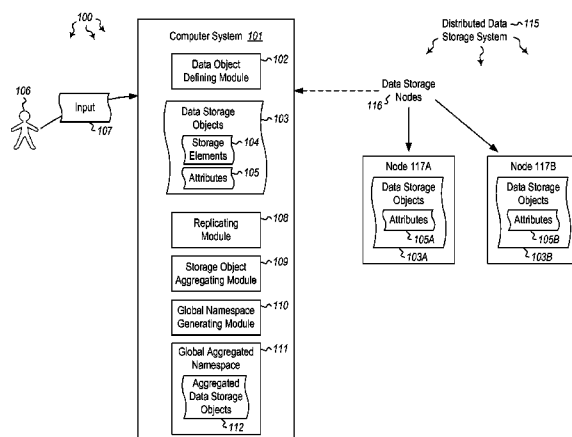 100
106
Input
107
Computer System 101
102
Data Object
Defining Module
Data Storage
Objects
103
Storage
Elements
104
Attributes
105
Replicating
Module
108
Storage Object
Aggregating Module
109
Global Namespace
Generating Module
110
Global Aggregated
Namespace
111
Aggregated
Data Storage
Objects
112
Distributed Data
Storage System
115
Data Storage
Nodes
116
Node 117A
Data Storage
Objects
Attributes
105A
103A
Node 117B
Data Storage
Objects
Attributes
105B
103B